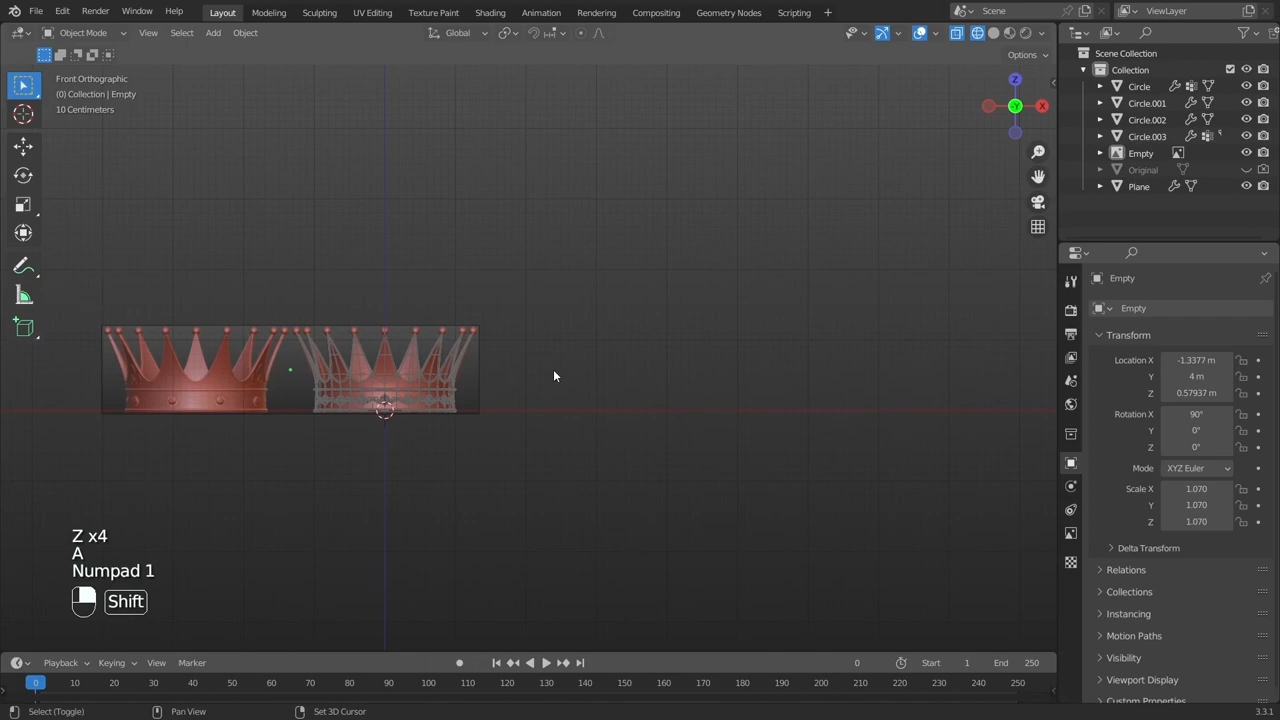 File Edit Render Window Help Layout Modeling Sculpting UV Editing Texture Paint Shading Animation Rendering Compositing Geometry Nodes Scripting + Scene ViewLayer
Object Mode View Select Add Object Global
Options
Front Orthographic
(0) Collection | Empty
10 Centimeters
Z
X
-Y
Scene Collection
Collection
Circle
Circle.001
Circle.002
Circle.003
Empty
Original
Plane
Empty
Empty
Transform
Location X -1.3377 m
Y 4 m
Z 0.57937 m
Rotation X 90°
Y 0°
Z 0°
Mode XYZ Euler
Scale X 1.070
Y 1.070
Z 1.070
Delta Transform
Relations
Collections
Instancing
Motion Paths
Visibility
Viewport Display
Custom Properties
Z x4
A
Numpad 1
Shift
Playback Keying View Marker 0 Start 1 End 250
0 10 20 30 40 50 60 70 80 90 100 110 120 130 140 150 160 170 180 190 200 210 220 230 240 250
Select (Toggle) Pan View Set 3D Cursor 3.3.1